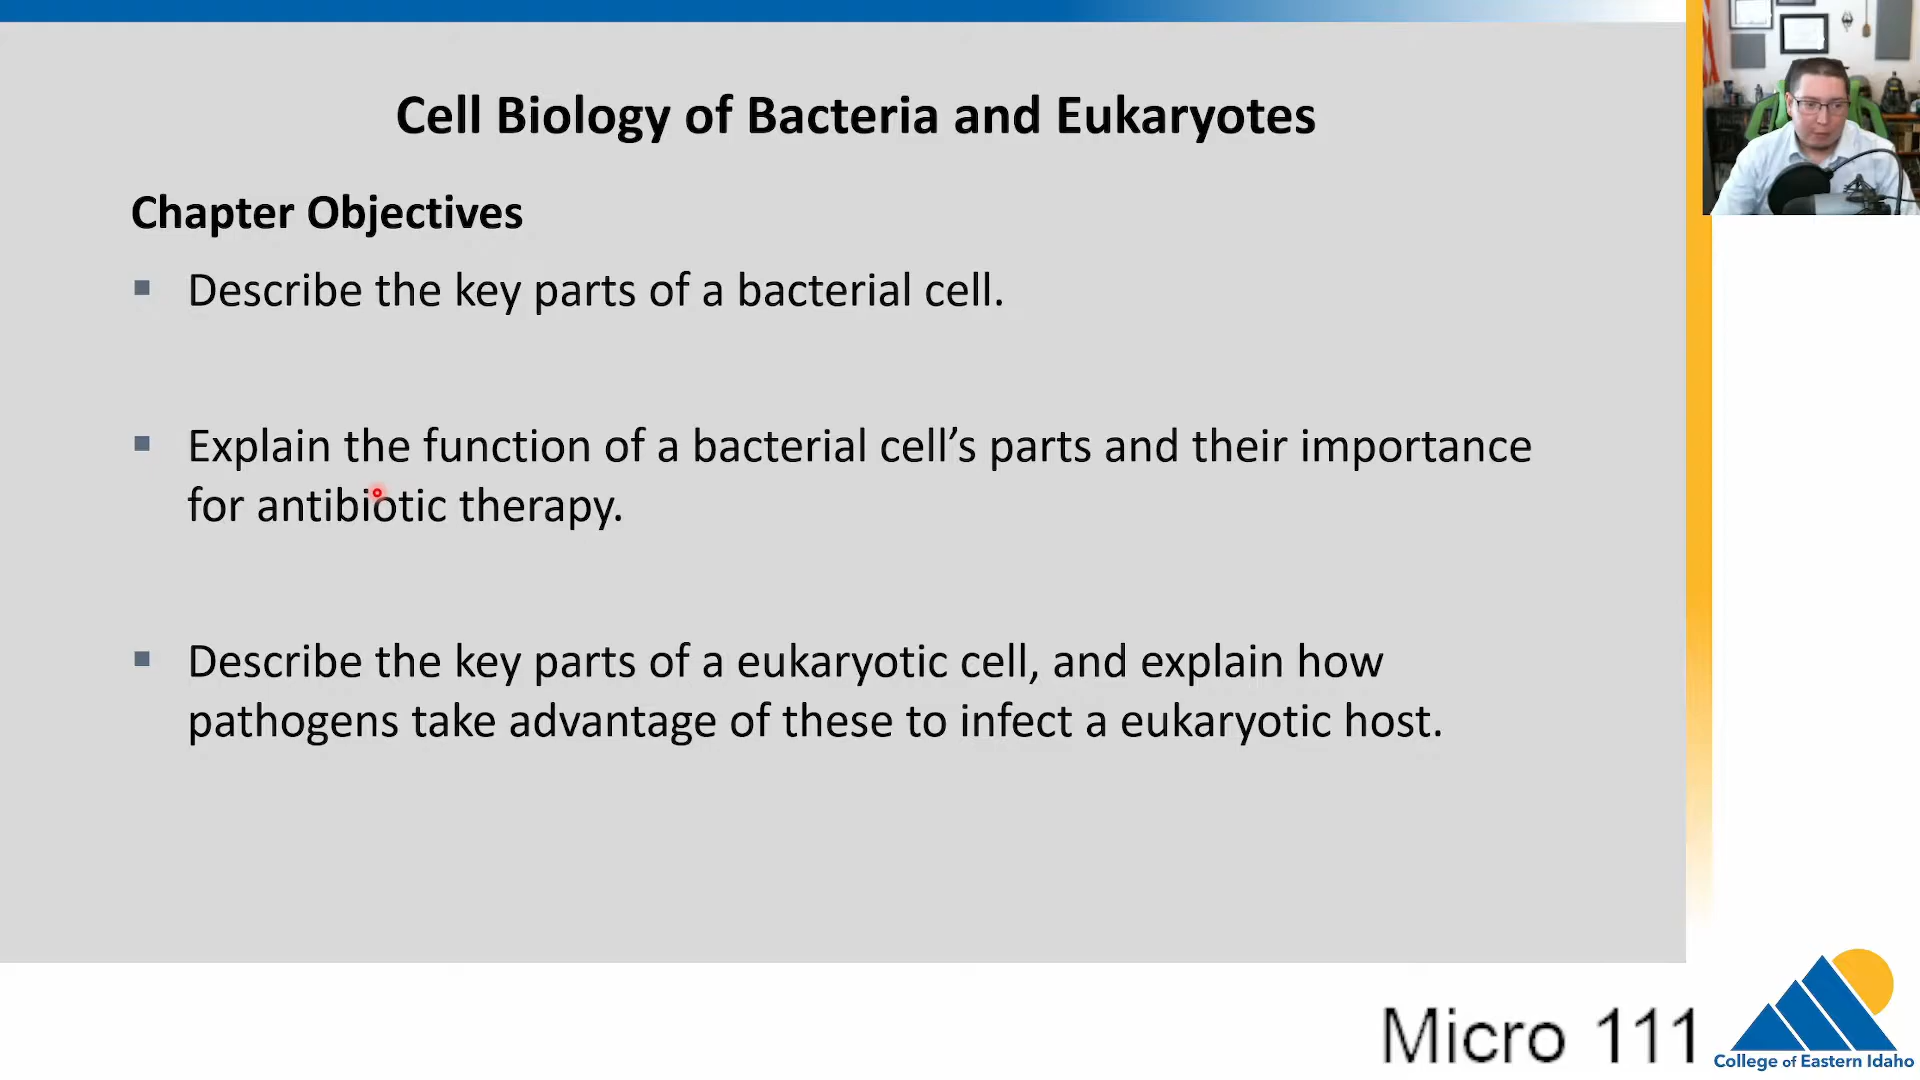 Cell Biology of Bacteria and Eukaryotes
Chapter Objectives
Describe the key parts of a bacterial cell.
Explain the function of a bacterial cell’s parts and their importance
for antibiotic therapy.
Describe the key parts of a eukaryotic cell, and explain how
pathogens take advantage of these to infect a eukaryotic host.
Micro 111
College of Eastern Idaho